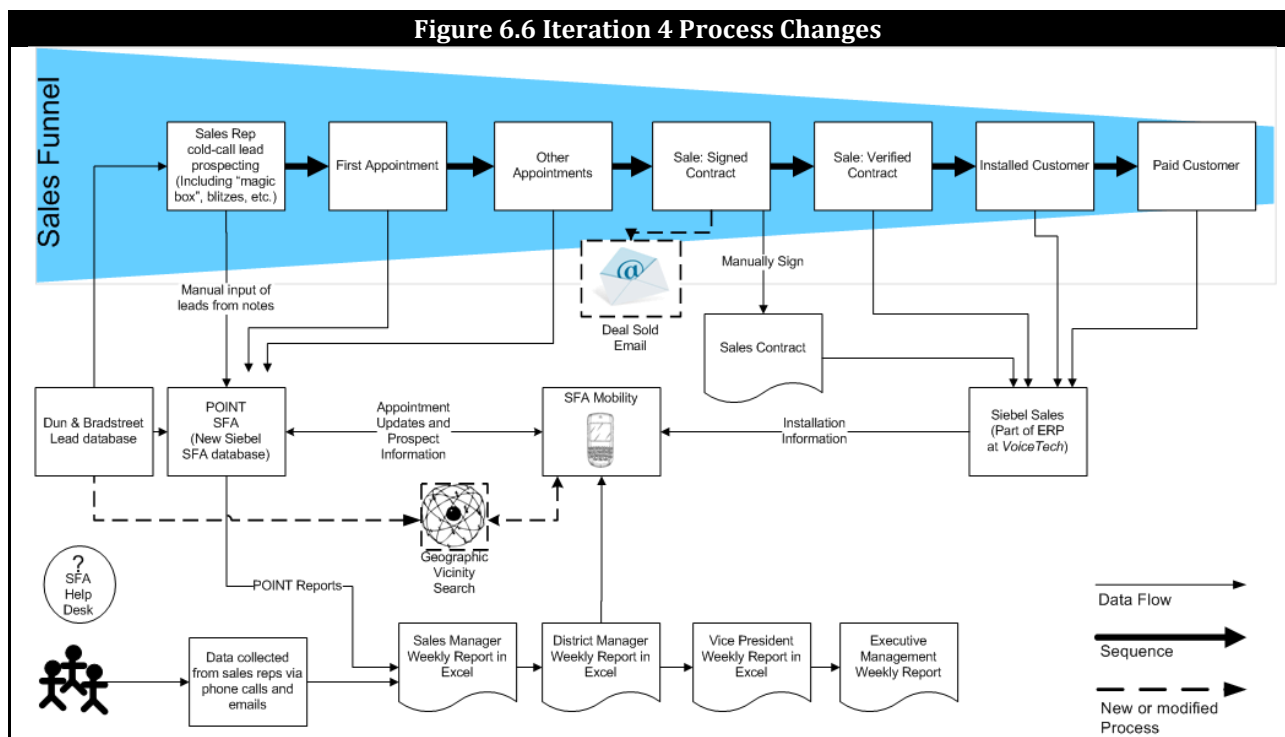 Figure 6.6 Iteration 4 Process Changes
Sales Funnel
Sales Rep
cold-call lead
prospecting
(Including “magic
box”, blitzes, etc.)
First Appointment
Other
Appointments
Sale: Signed
Contract
Sale: Verified
Contract
Installed Customer
Paid Customer
Manual input of
leads from notes
@
Deal Sold
Email
Manually Sign
Sales Contract
Dun & Bradstreet
Lead database
POINT
SFA
(New Siebel
SFA database)
Appointment
Updates and
Prospect
Information
SFA Mobility
Installation
Information
Siebel Sales
(Part of ERP
at VoiceTech)
Geographic
Vicinity
Search
?
SFA
Help
Desk
POINT Reports
Data collected
from sales reps via
phone calls and
emails
Sales Manager
Weekly Report in
Excel
District Manager
Weekly Report in
Excel
Vice President
Weekly Report in
Excel
Executive
Management
Weekly Report
Data Flow
Sequence
New or modified
Process